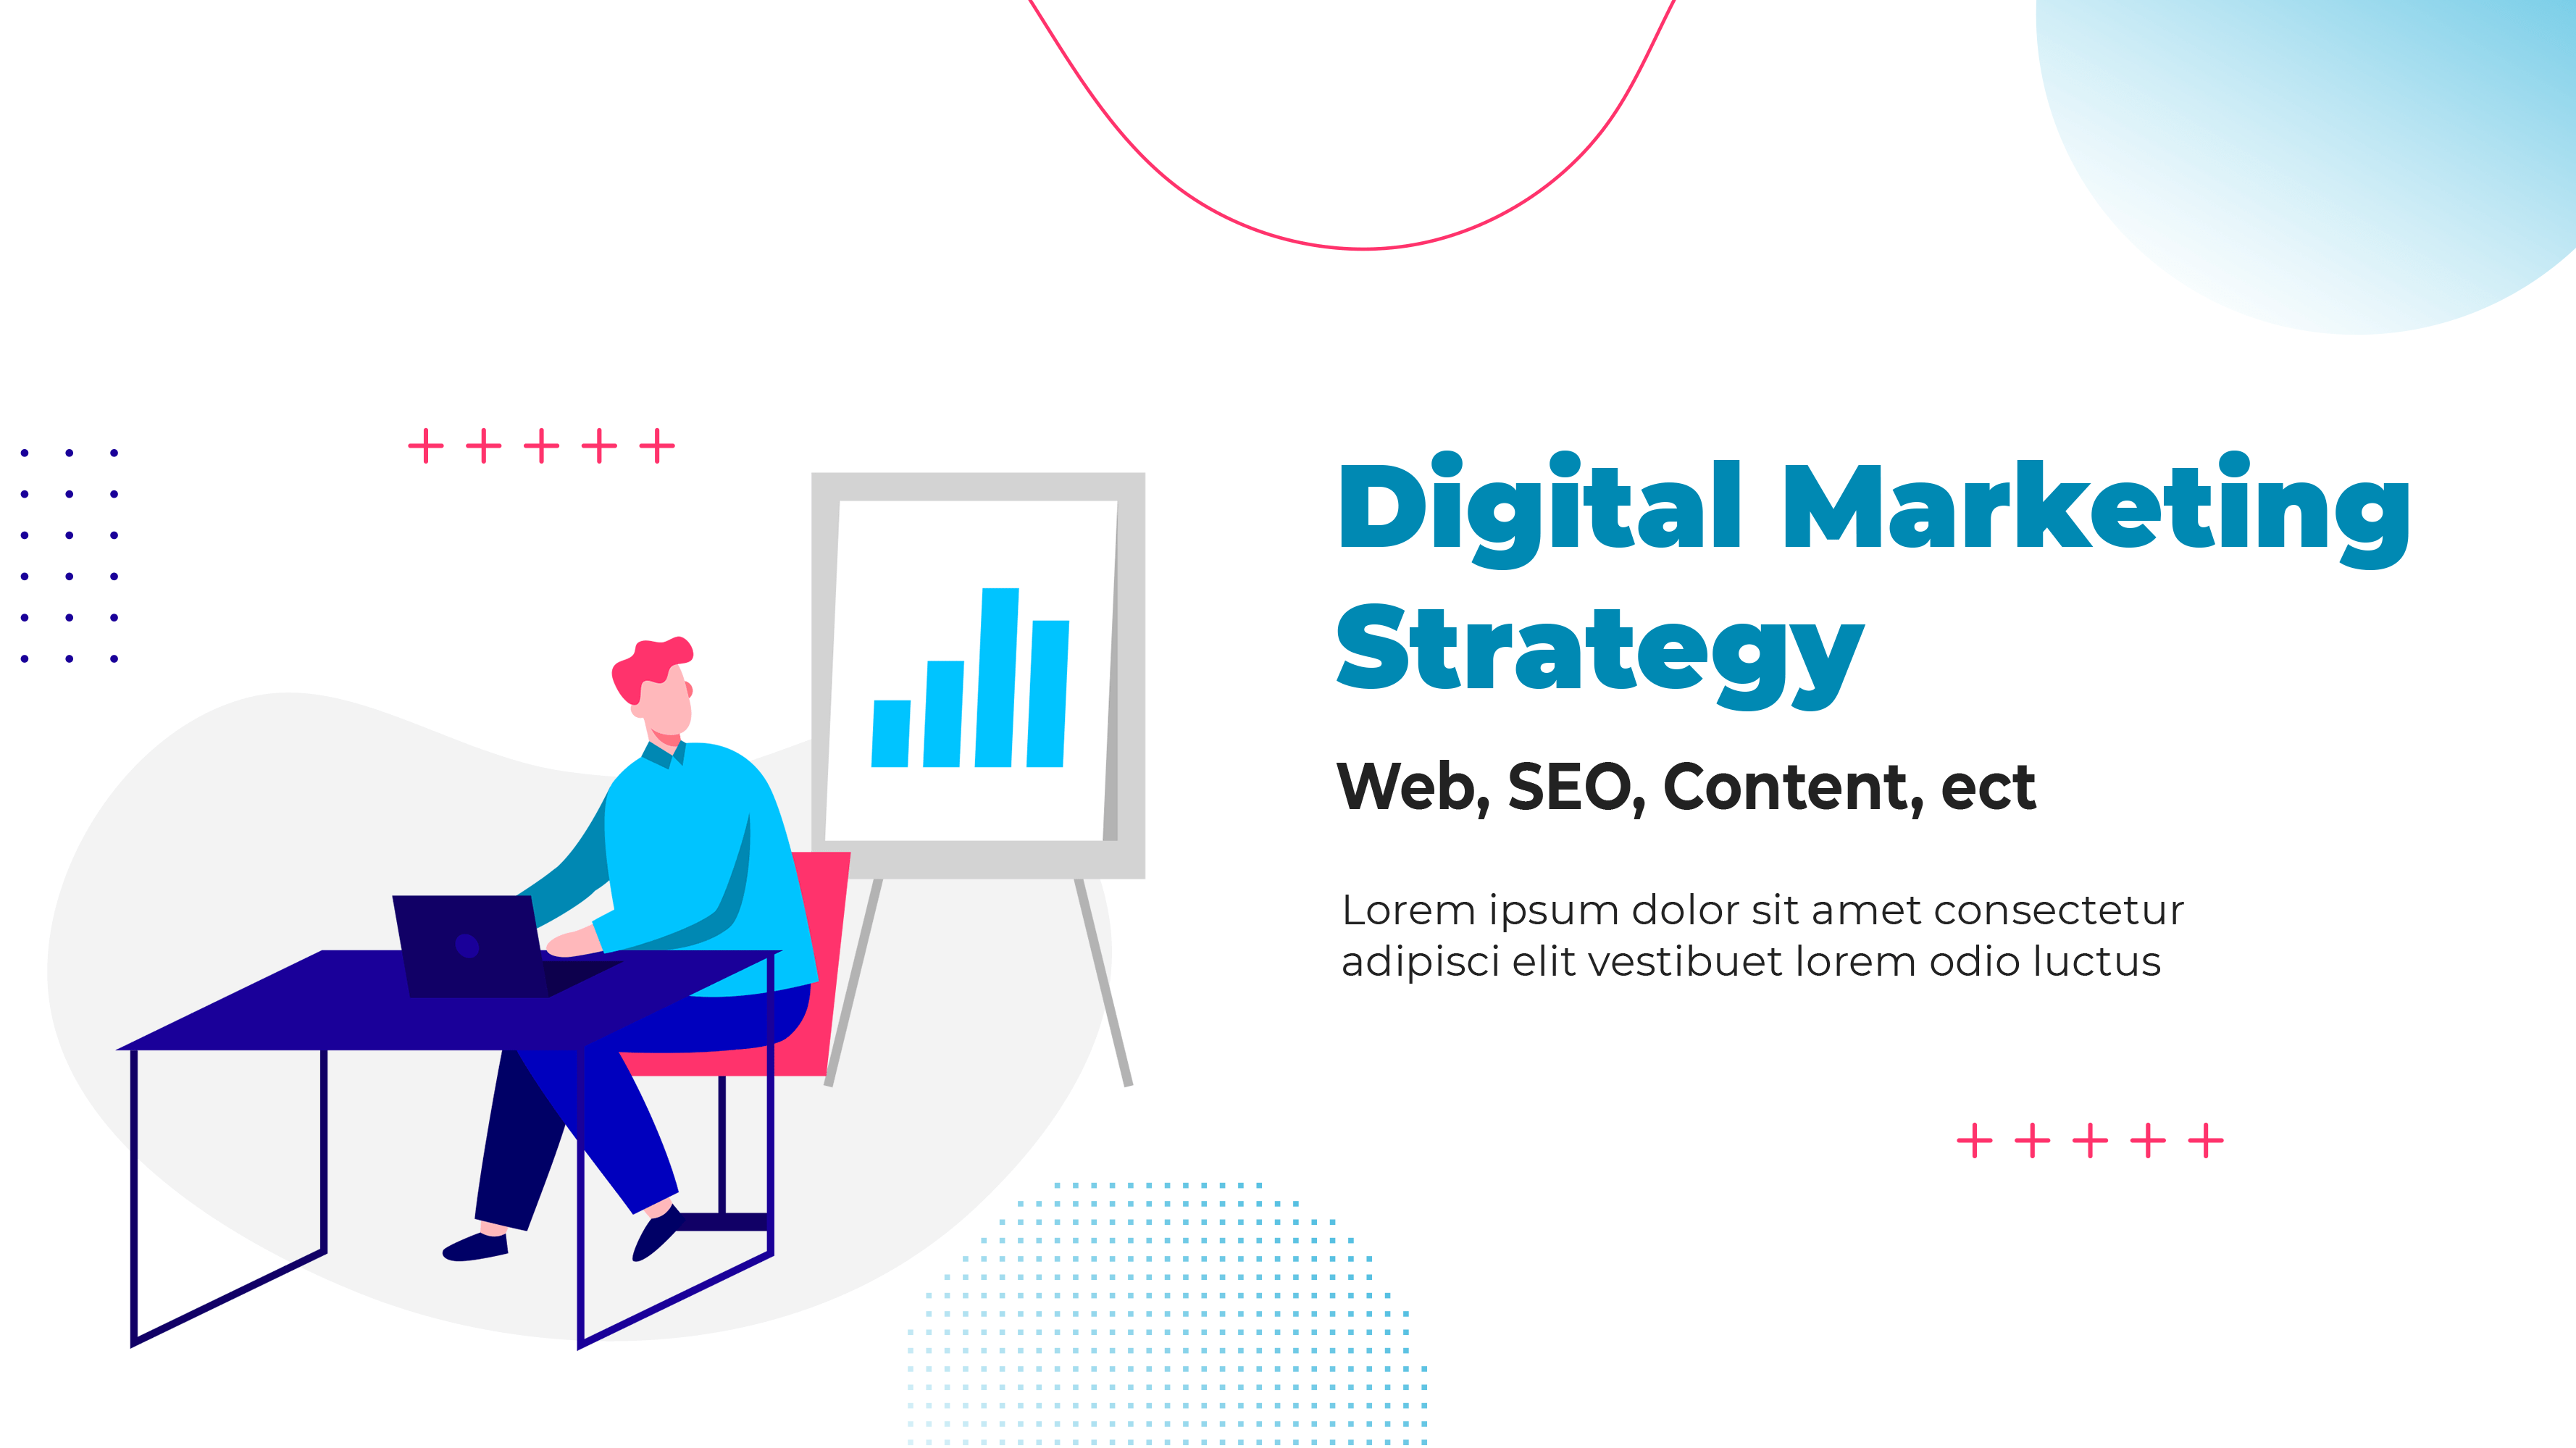 Digital Marketing
Strategy
Web, SEO, Content, ect
Lorem ipsum dolor sit amet consectetur
adipisci elit vestibuet lorem odio luctus